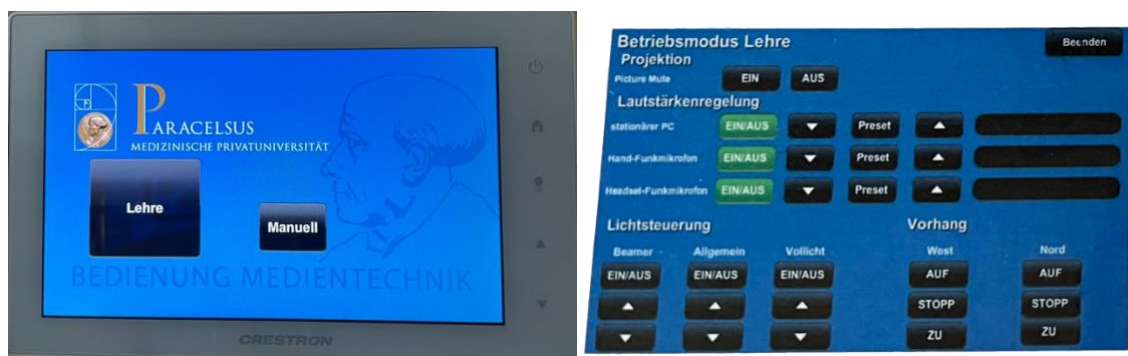 PARACELSUS
MEDIZINISCHE PRIVATUNIVERSITÄT
Lehre
Manuell
BEDIENUNG MEDIENTECHNIK
CRESTRON
Betriebsmodus Lehre
Beenden
Projektion
Picture Mute EIN AUS
Lautstärkenregelung
stationärer PC EIN/AUS Preset
Hand-Funkmikrofon EIN/AUS Preset
Headset-Funkmikrofon EIN/AUS Preset
Lichtsteuerung Vorhang
Beamer Allgemein Vollicht West Nord
EIN/AUS EIN/AUS EIN/AUS AUF AUF
STOPP STOPP
ZU ZU